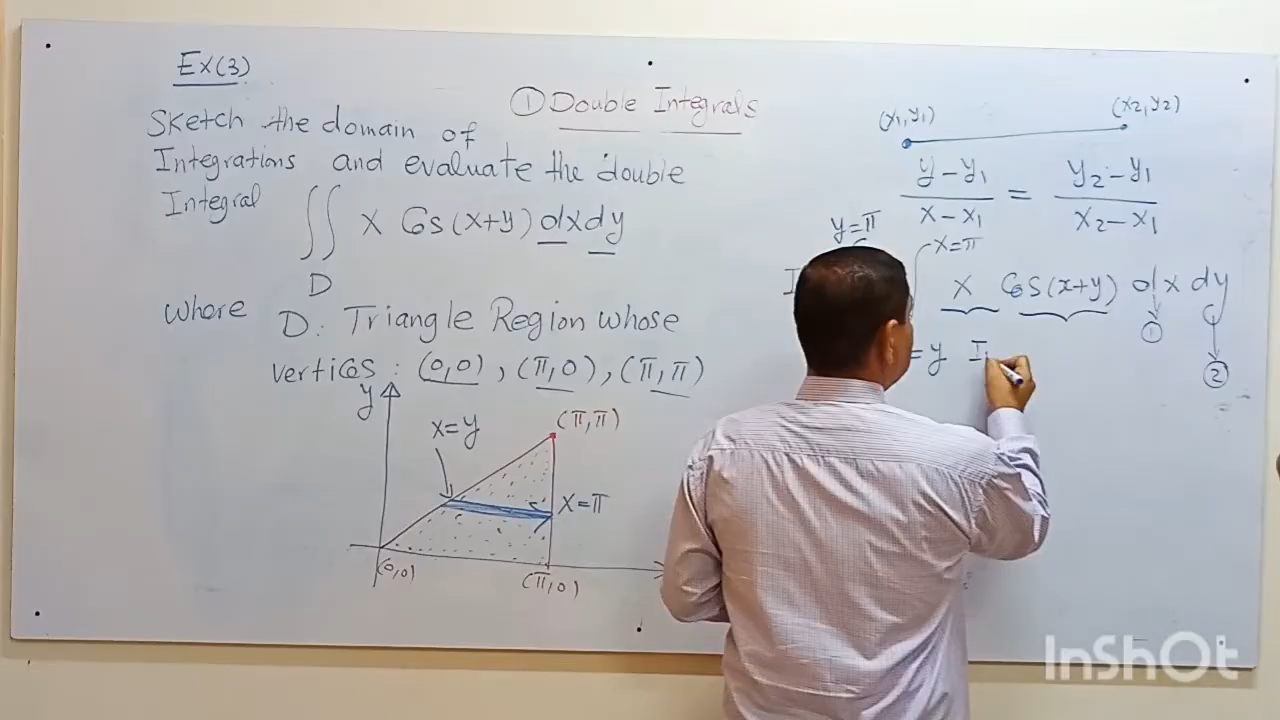 Ex(3)
① Double Integrals
Sketch the domain of
Integrations and evaluate the double
Integral
∬ x Cos(x+y) dx dy
D
where D: Triangle Region whose
vertices: (0,0), (π,0), (π,π)
y
x=y
(π,π)
x=π
(0,0)
(π,0)
(x1,y1)
(x2,y2)
y-y1 / x-x1 = y2-y1 / x2-x1
y=π
x=π
I
x Cos(x+y) dx dy
①
=y
I
②
InShOt